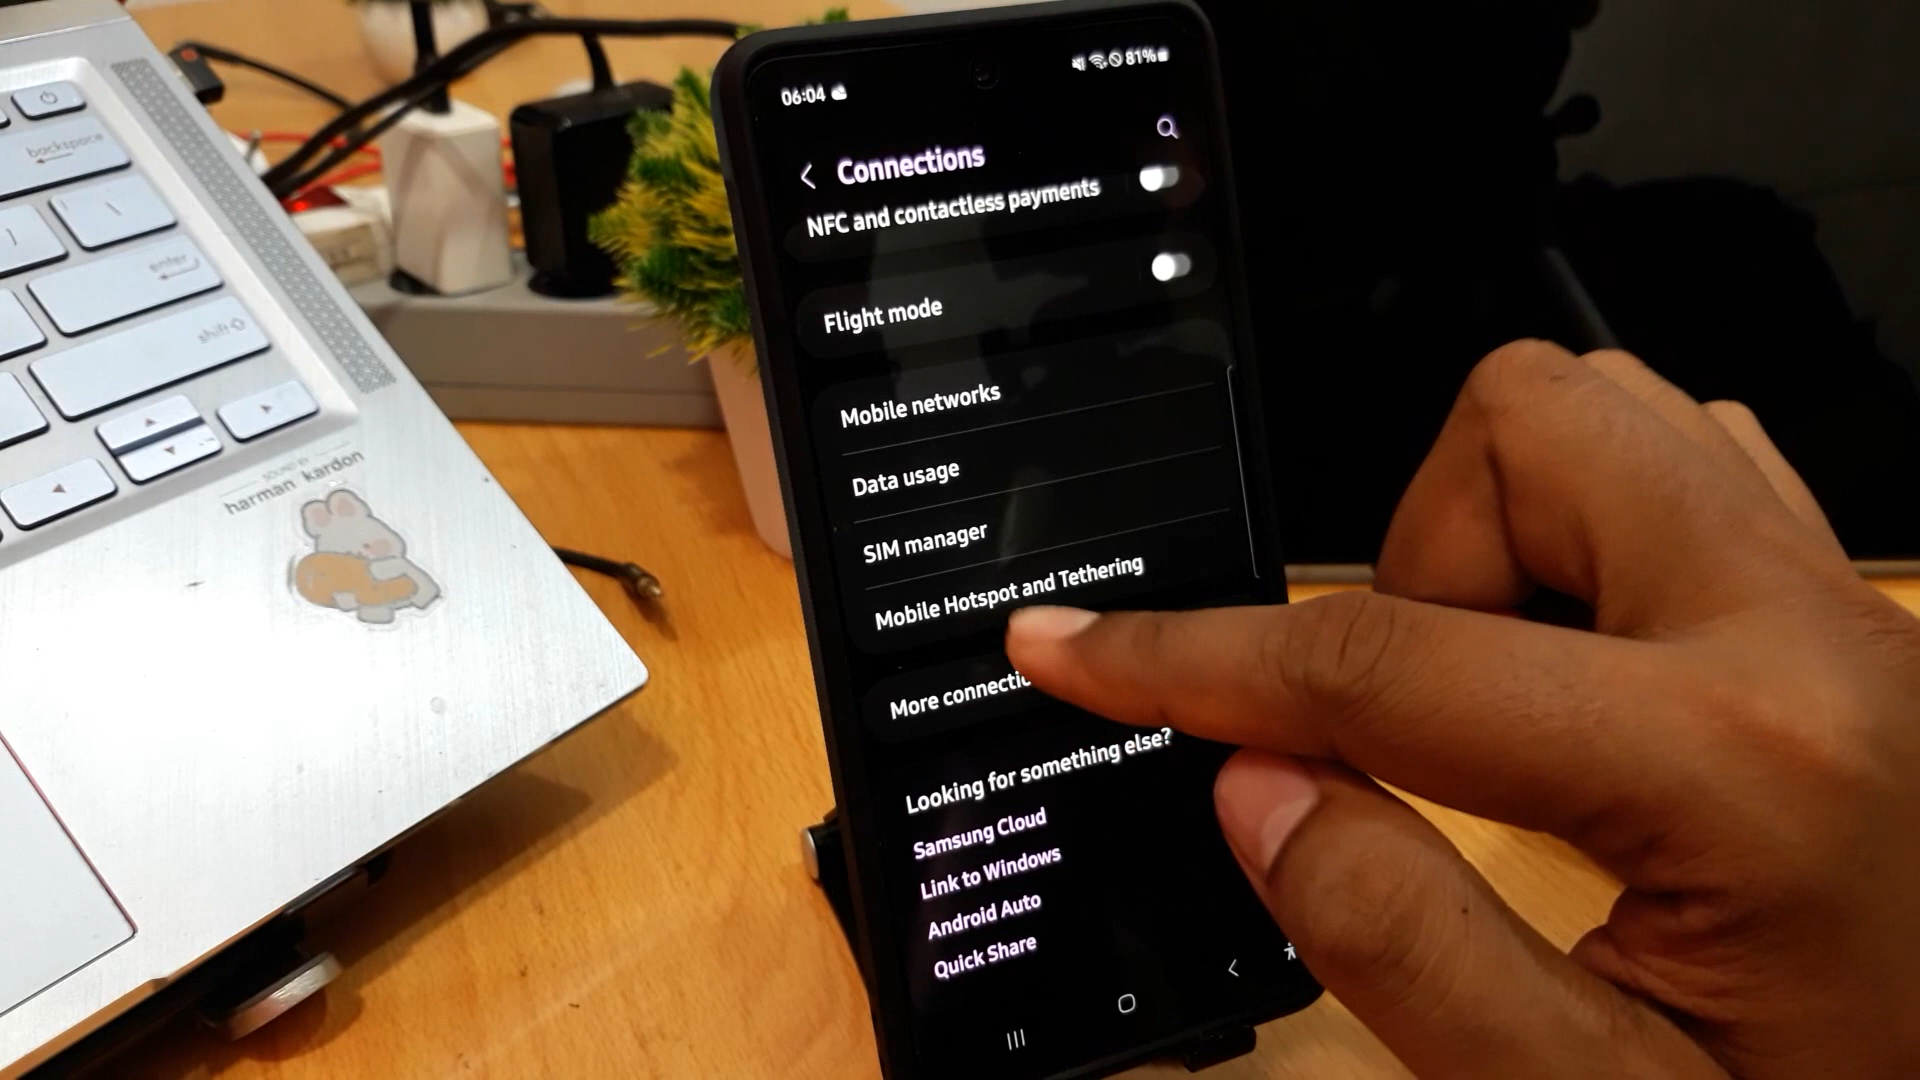 backspace
enter
shift
SOUND BY
harman kardon
06:04
81%
Connections
NFC and contactless payments
Flight mode
Mobile networks
Data usage
SIM manager
Mobile Hotspot and Tethering
More connectio
Looking for something else?
Samsung Cloud
Link to Windows
Android Auto
Quick Share